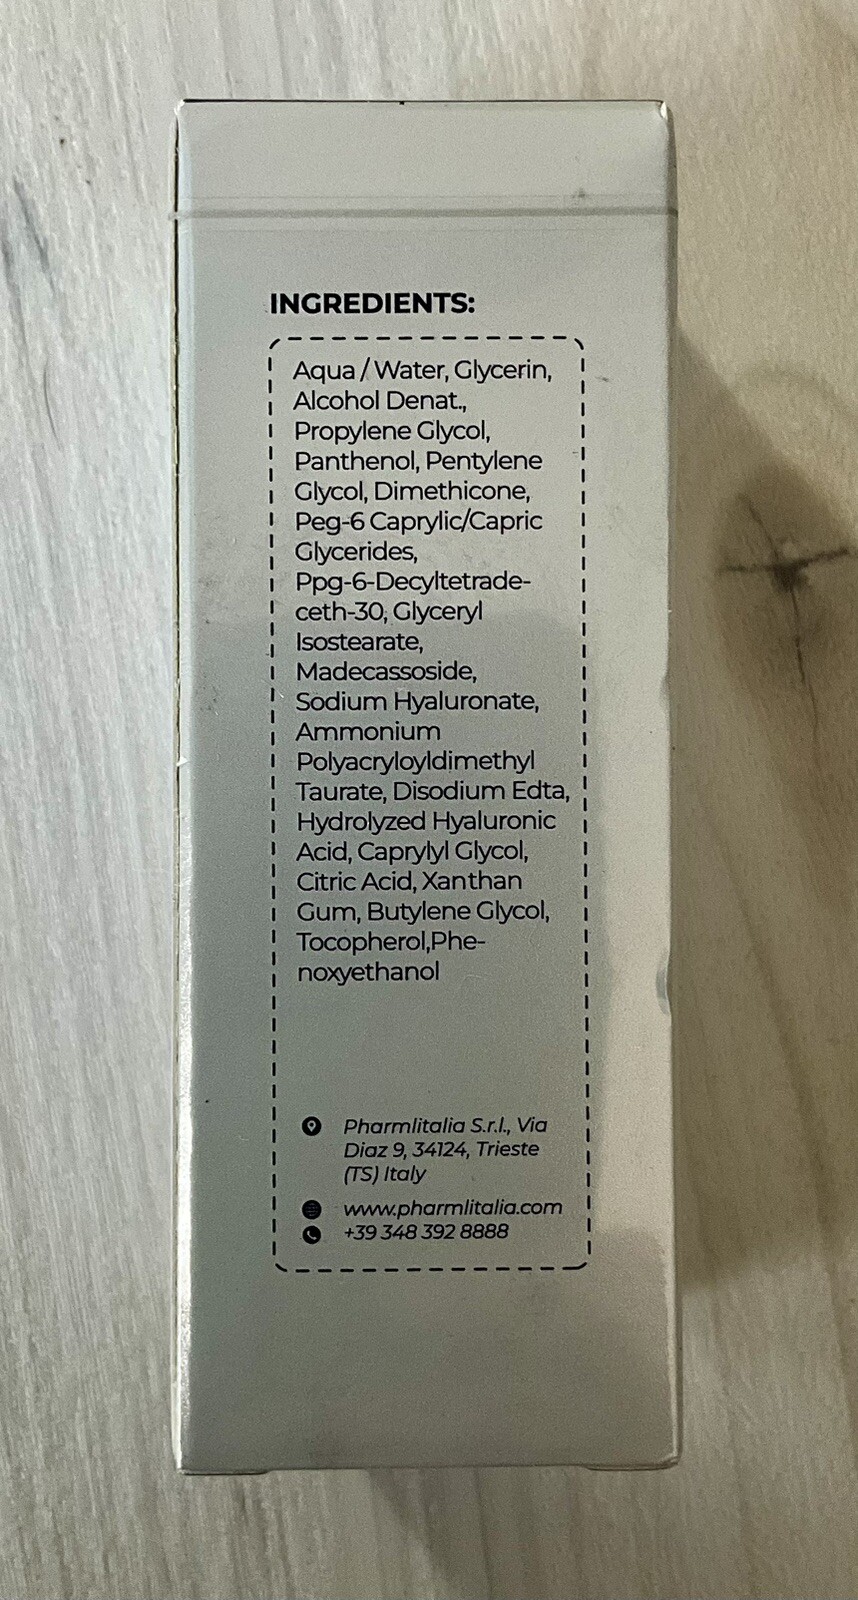 INGREDIENTS:
Aqua / Water, Glycerin,
Alcohol Denat.,
Propylene Glycol,
Panthenol, Pentylene
Glycol, Dimethicone,
Peg-6 Caprylic/Capric
Glycerides,
Ppg-6-Decyltetrade-
ceth-30, Glyceryl
Isostearate,
Madecassoside,
Sodium Hyaluronate,
Ammonium
Polyacryloyldimethyl
Taurate, Disodium Edta,
Hydrolyzed Hyaluronic
Acid, Caprylyl Glycol,
Citric Acid, Xanthan
Gum, Butylene Glycol,
Tocopherol,Phe-
noxyethanol
Pharmlitalia S.r.l., Via
Diaz 9, 34124, Trieste
(TS) Italy
www.pharmlitalia.com
+39 348 392 8888